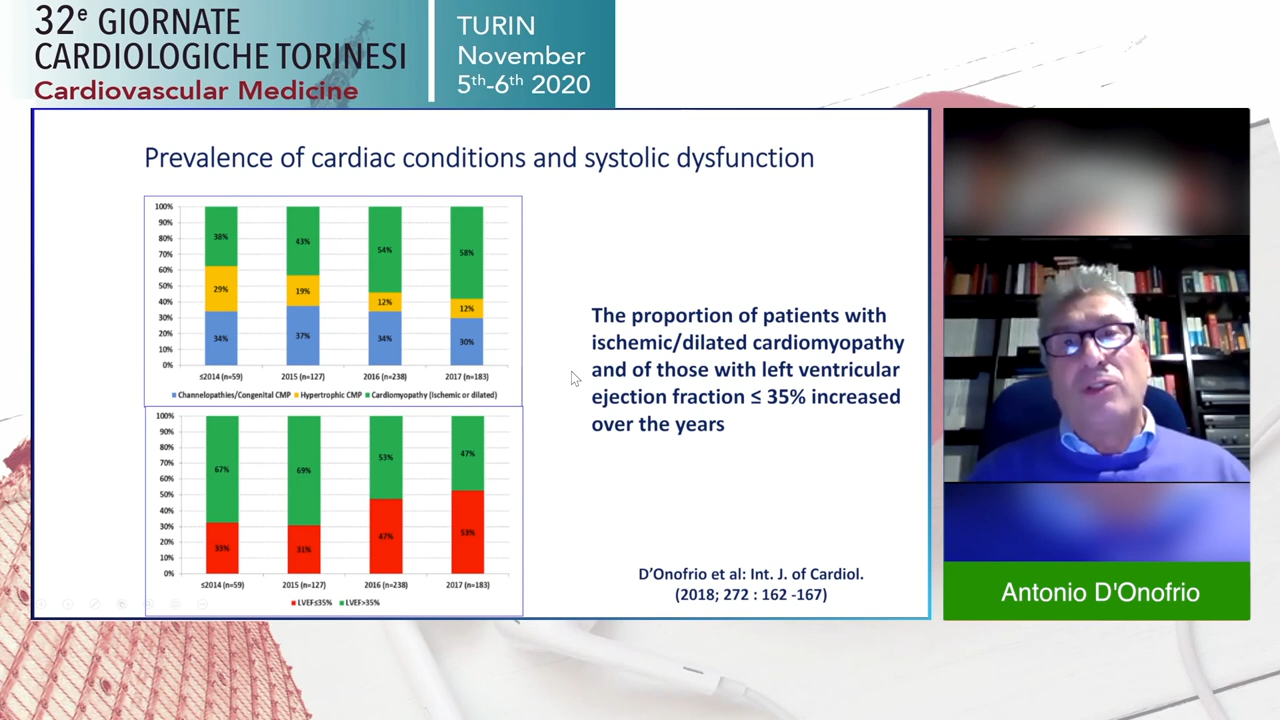 32e GIORNATE
CARDIOLOGICHE TORINESI
Cardiovascular Medicine
TURIN
November
5th-6th 2020
Prevalence of cardiac conditions and systolic dysfunction
100%
90%
80%
70%
60%
50%
40%
30%
20%
10%
0%
38%
29%
34%
43%
19%
37%
54%
12%
34%
58%
12%
30%
≤2014 (n=59)
2015 (n=127)
2016 (n=238)
2017 (n=183)
Channelopathies/Congenital CMP
Hypertrophic CMP
Cardiomyopathy (ischemic or dilated)
100%
90%
80%
70%
60%
50%
40%
30%
20%
10%
0%
67%
33%
69%
31%
53%
47%
47%
53%
≤2014 (n=59)
2015 (n=127)
2016 (n=238)
2017 (n=183)
LVEF≤35%
LVEF>35%
The proportion of patients with
ischemic/dilated cardiomyopathy
and of those with left ventricular
ejection fraction ≤ 35% increased
over the years
D'Onofrio et al: Int. J. of Cardiol.
(2018; 272 : 162 -167)
Antonio D'Onofrio